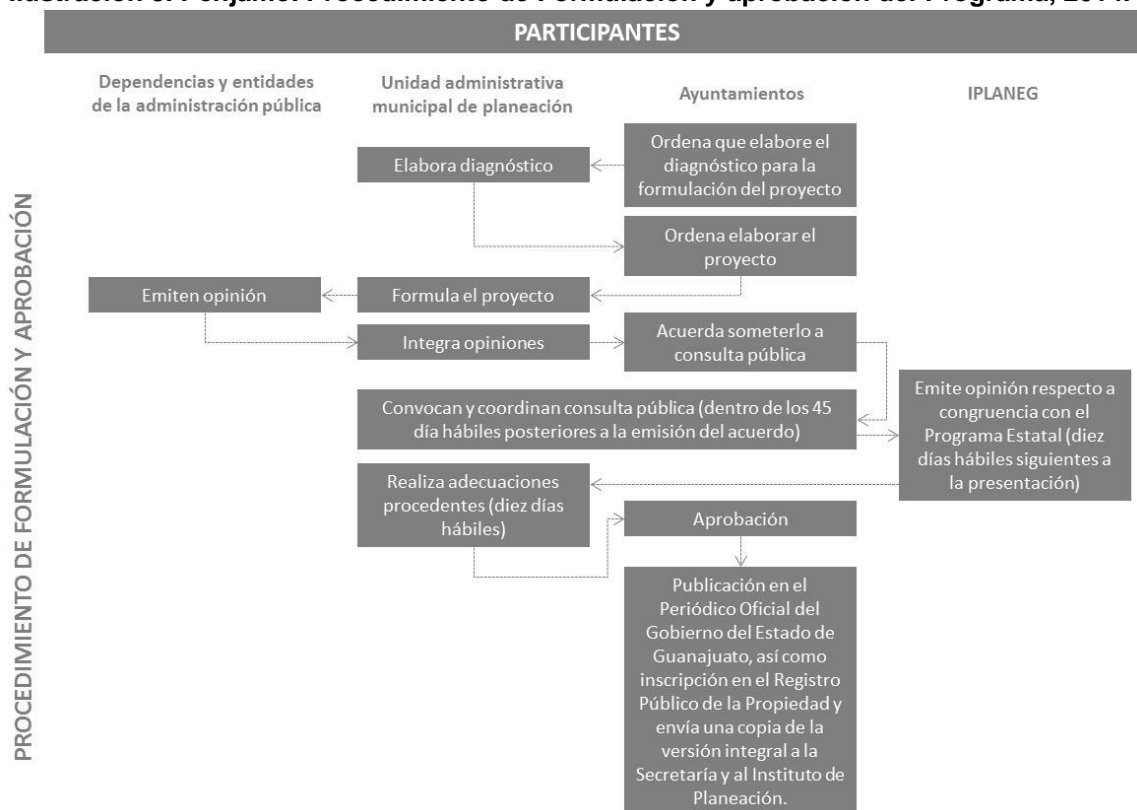 Procedimiento de Formulación y aprobación del Programa,
PARTICIPANTES
Dependencias y entidades
de la administración pública
Unidad administrativa
municipal de planeación
Ayuntamientos
IPLANEG
PROCEDIMIENTO DE FORMULACIÓN Y APROBACIÓN
Ordena que elabore el
diagnóstico para la
formulación del proyecto
Elabora diagnóstico
Ordena elaborar el
proyecto
Formula el proyecto
Emiten opinión
Integra opiniones
Acuerda someterlo a
consulta pública
Convocan y coordinan consulta pública (dentro de los 45
día hábiles posteriores a la emisión del acuerdo)
Emite opinión respecto a
congruencia con el
Programa Estatal (diez
días hábiles siguientes a
la presentación)
Realiza adecuaciones
procedentes (diez días
hábiles)
Aprobación
Publicación en el
Periódico Oficial del
Gobierno del Estado de
Guanajuato, así como
inscripción en el Registro
Público de la Propiedad y
envía una copia de la
versión integral a la
Secretaría y al Instituto de
Planeación.